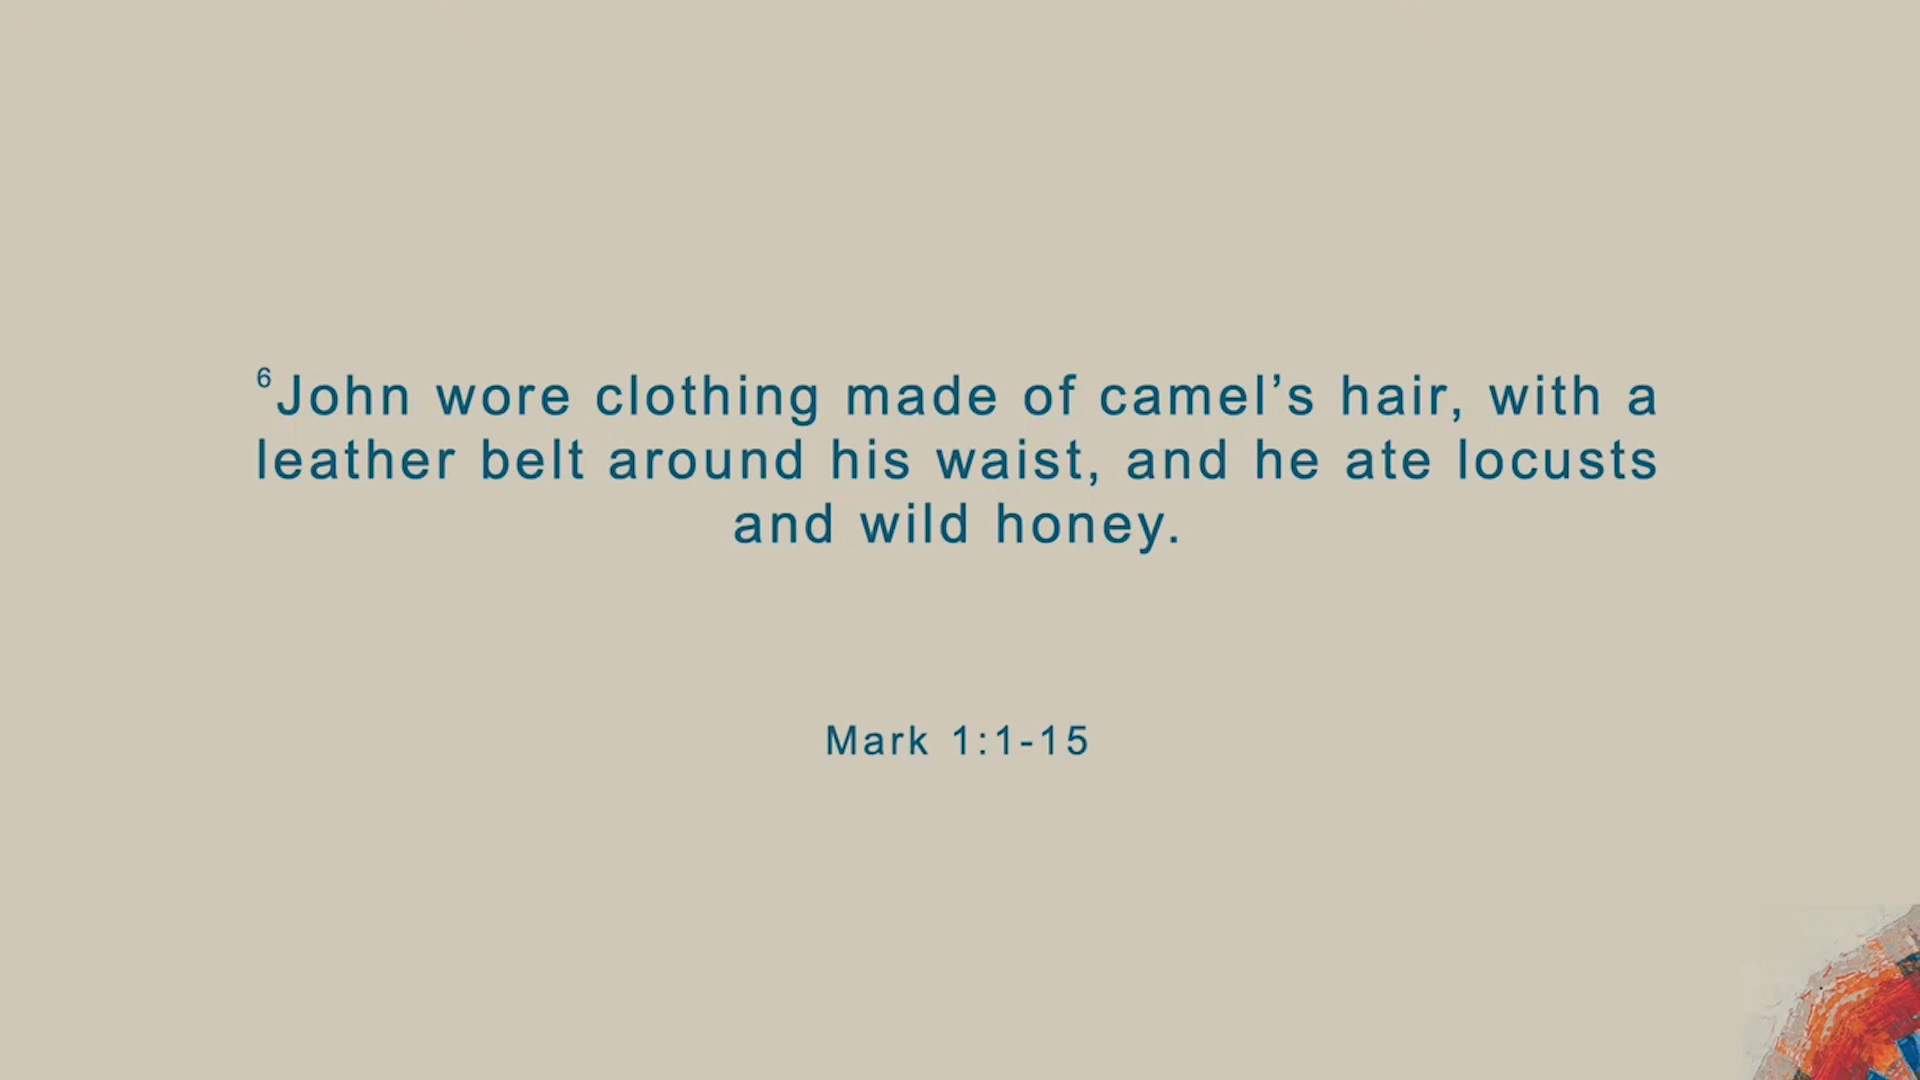 ⁶John wore clothing made of camel’s hair, with a
leather belt around his waist, and he ate locusts
and wild honey.
Mark 1:1-15